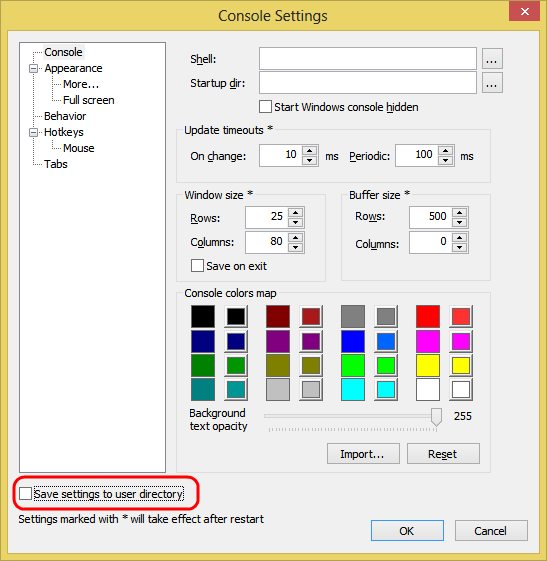 Console Settings
Console
Appearance
More...
Full screen
Behavior
Hotkeys
Mouse
Tabs
Shell:
...
Startup dir:
...
Start Windows console hidden
Update timeouts *
On change: 10 ms Periodic: 100 ms
Window size *
Rows: 25
Columns: 80
Save on exit
Buffer size *
Rows: 500
Columns: 0
Console colors map
Background
text opacity
255
Import...
Reset
Save settings to user directory
Settings marked with * will take effect after restart
OK
Cancel